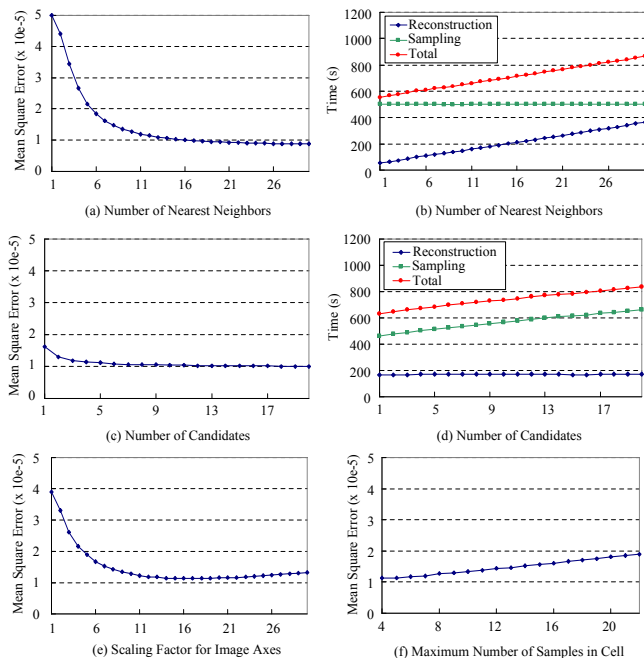 Mean Square Error (x 10e-5)
5
4
3
2
1
0
1 6 11 16 21 26
(a) Number of Nearest Neighbors
Time (s)
1200
1000
800
600
400
200
0
Reconstruction
Sampling
Total
1 6 11 16 21 26
(b) Number of Nearest Neighbors
Mean Square Error (x 10e-5)
5
4
3
2
1
0
1 5 9 13 17
(c) Number of Candidates
Time (s)
1200
1000
800
600
400
200
0
Reconstruction
Sampling
Total
1 5 9 13 17
(d) Number of Candidates
Mean Square Error (x 10e-5)
5
4
3
2
1
0
1 6 11 16 21 26
(e) Scaling Factor for Image Axes
Mean Square Error (x 10e-5)
5
4
3
2
1
0
4 8 12 16 20
(f) Maximum Number of Samples in Cell